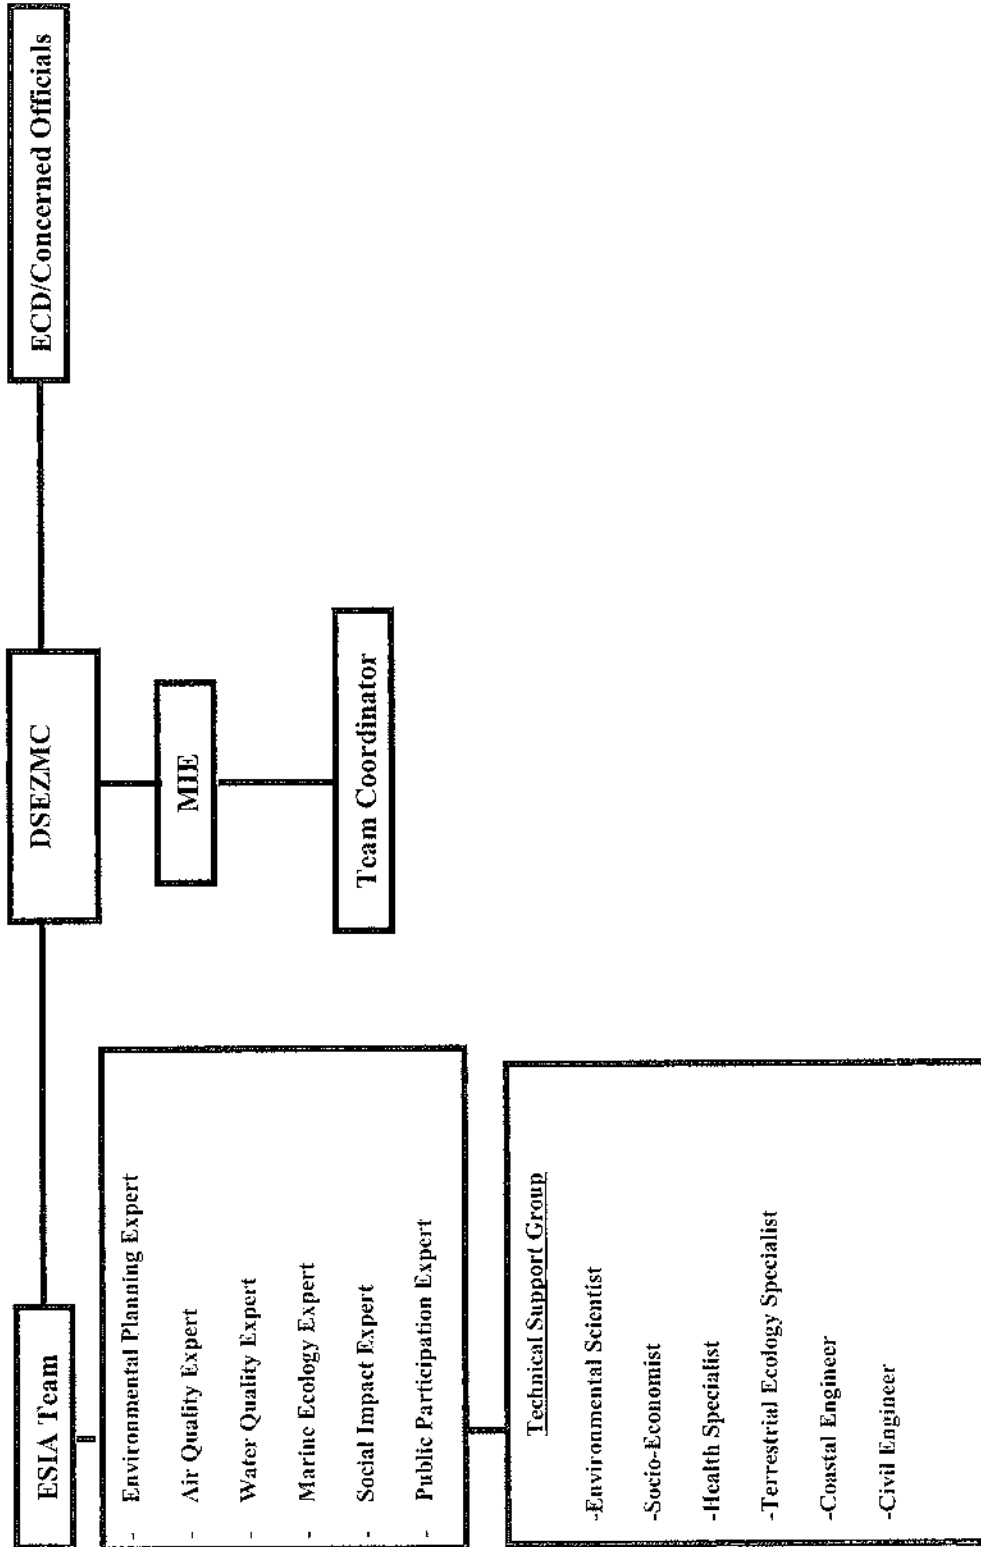 ESIA Team
DSEZMC
ECD/Concerned Officials
MIE
Team Coordinator
- Environmental Planning Expert
- Air Quality Expert
- Water Quality Expert
- Marine Ecology Expert
- Social Impact Expert
- Public Participation Expert
Technical Support Group
-Environmental Scientist
-Socio-Economist
-Health Specialist
-Terrestrial Ecology Specialist
-Coastal Engineer
-Civil Engineer